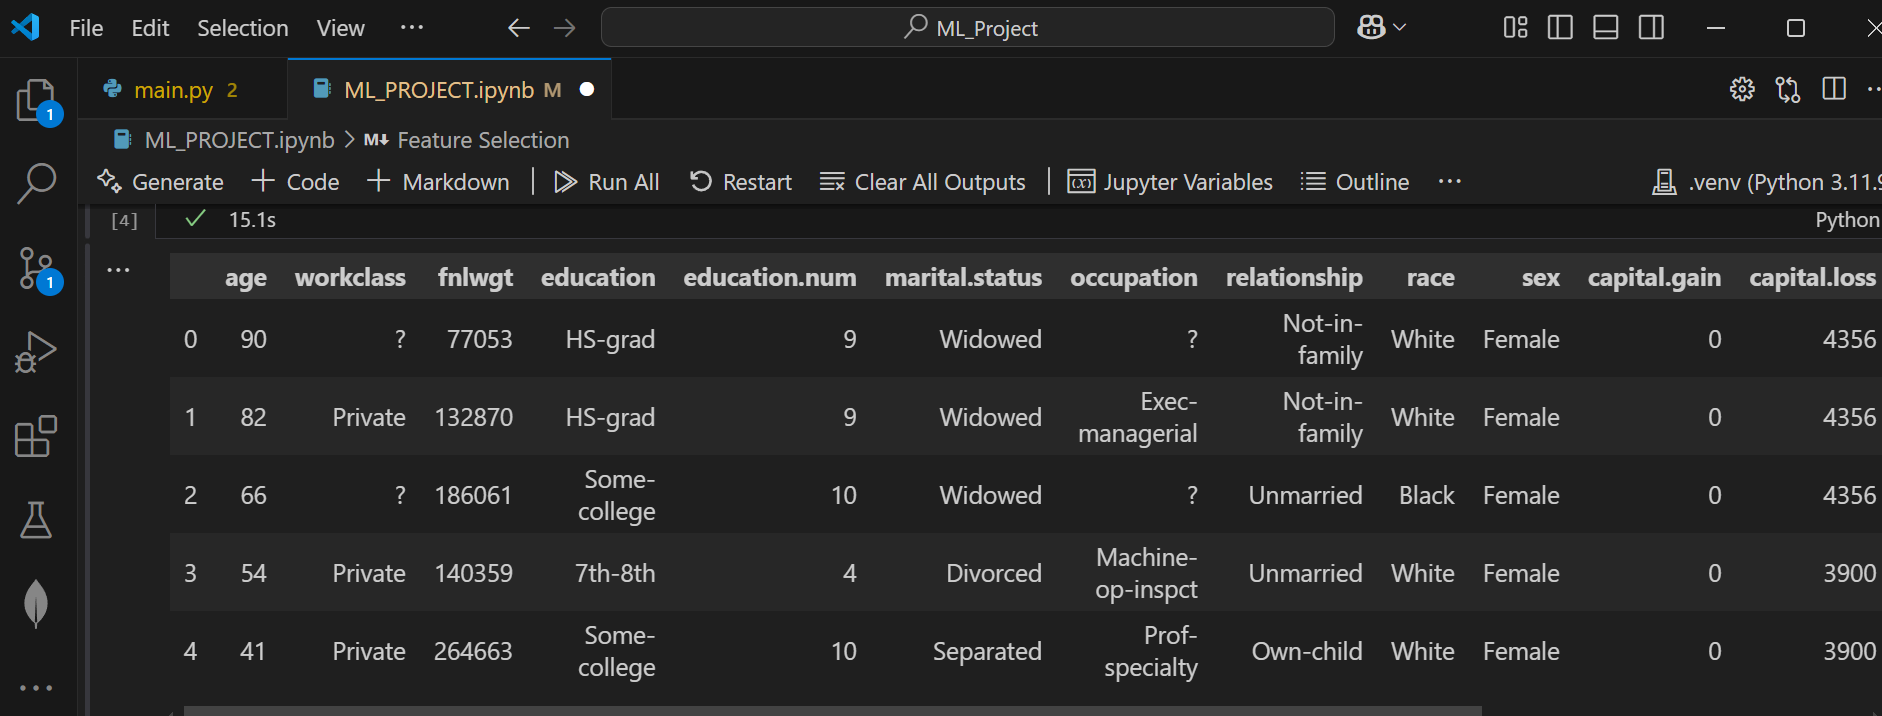 File Edit Selection View ··· ML_Project
main.py 2 ML_PROJECT.ipynb M
ML_PROJECT.ipynb > M↓ Feature Selection
Generate + Code + Markdown Run All Restart Clear All Outputs (x) Jupyter Variables Outline ··· .venv (Python 3.11.9
[4] 15.1s Python
age workclass fnlwgt education education.num marital.status occupation relationship race sex capital.gain capital.loss
0 90 ? 77053 HS-grad 9 Widowed ? Not-in-family White Female 0 4356
1 82 Private 132870 HS-grad 9 Widowed Exec-managerial Not-in-family White Female 0 4356
2 66 ? 186061 Some-college 10 Widowed ? Unmarried Black Female 0 4356
3 54 Private 140359 7th-8th 4 Divorced Machine-op-inspct Unmarried White Female 0 3900
4 41 Private 264663 Some-college 10 Separated Prof-specialty Own-child White Female 0 3900
1
1